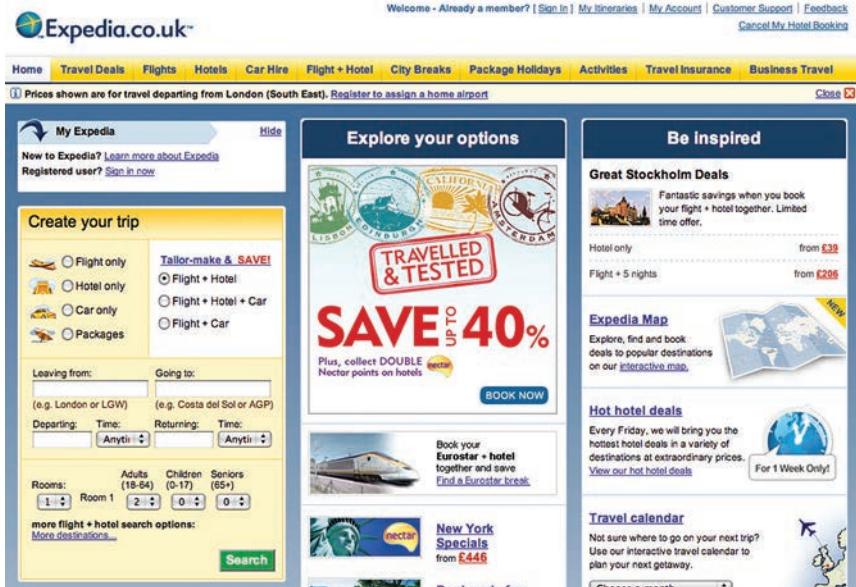 Welcome - Already a member? [ Sign In ] My Itineraries | My Account | Customer Support | Feedback
Cancel My Hotel Booking
Expedia.co.uk™
Home Travel Deals Flights Hotels Car Hire Flight + Hotel City Breaks Package Holidays Activities Travel Insurance Business Travel
Prices shown are for travel departing from London (South East). Register to assign a home airport Close
My Expedia Hide
New to Expedia? Learn more about Expedia
Registered user? Sign in now
Create your trip
Flight only
Hotel only
Car only
Packages
Tailor-make & SAVE!
Flight + Hotel
Flight + Hotel + Car
Flight + Car
Leaving from: Going to:
(e.g. London or LGW) (e.g. Costa del Sol or AGP)
Departing: Time: Returning: Time:
Anytin Anytin
Rooms: Adults (18-64) Children (0-17) Seniors (65+)
1 Room 1 2 0 0
more flight + hotel search options:
More destinations...
Search
Explore your options
LISBON
EDINBURGH
CALIFORNIA
AMSTERDAM
TRAVELLED
& TESTED
SAVE UP TO 40%
Plus, collect DOUBLE nectar
Nectar points on hotels
BOOK NOW
Book your
Eurostar + hotel
together and save
Find a Eurostar break
nectar
New York
Specials
from £446
Be inspired
Great Stockholm Deals
Fantastic savings when you book
your flight + hotel together. Limited
time offer.
Hotel only from £39
Flight + 5 nights from £206
Expedia Map
NEW
Explore, find and book
deals to popular destinations
on our interactive map.
Hot hotel deals
Every Friday, we will bring you the
hottest hotel deals in a variety of
destinations at extraordinary prices.
View our hot hotel deals
For 1 Week Only!
Travel calendar
Not sure where to go on your next trip?
Use our interactive travel calendar to
plan your next getaway.
Choose a month